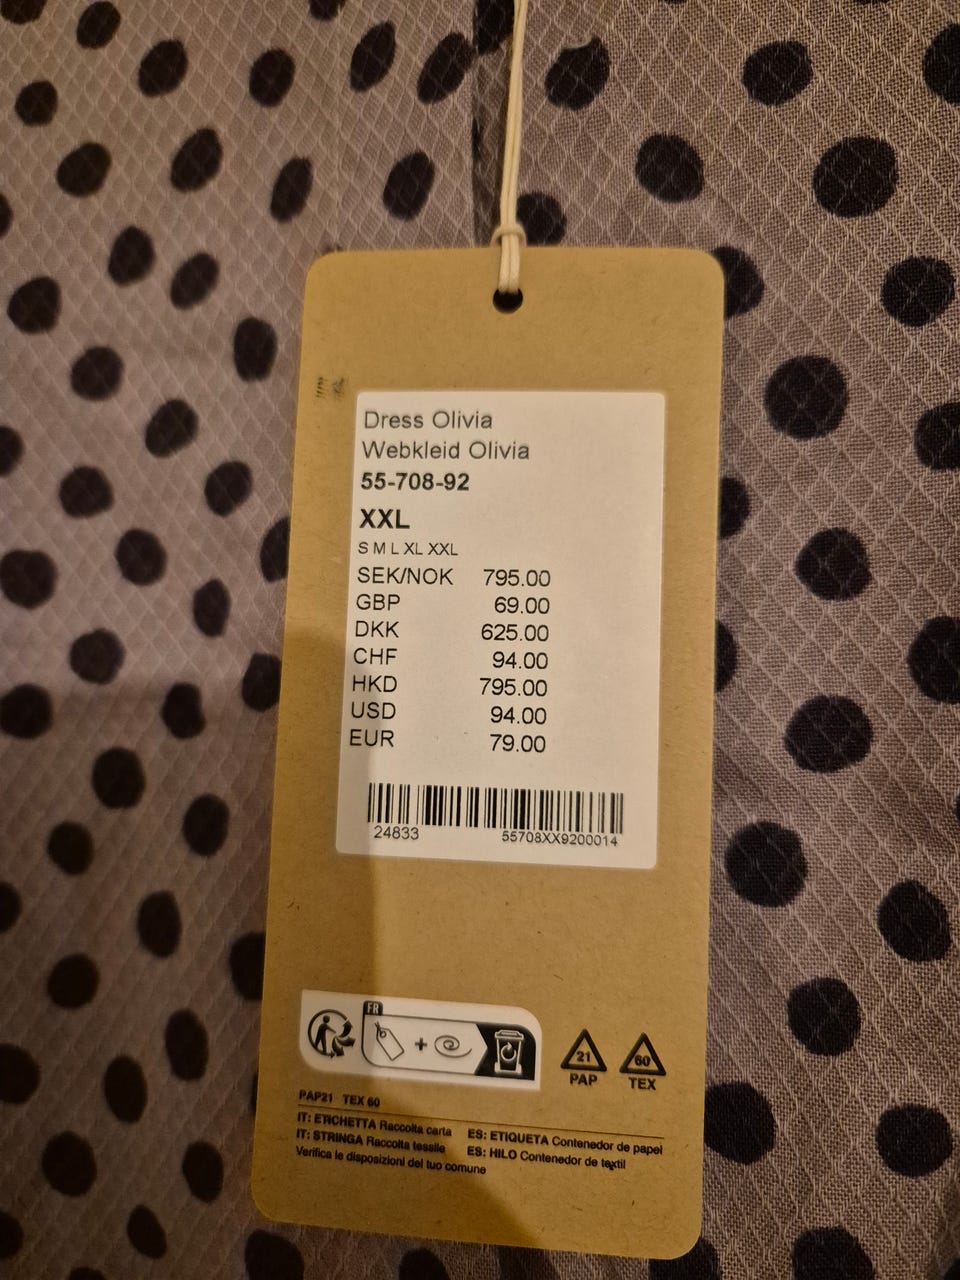 Dress Olivia
Webkleid Olivia
55-708-92
XXL
S M L XL XXL
SEK/NOK 795.00
GBP 69.00
DKK 625.00
CHF 94.00
HKD 795.00
USD 94.00
EUR 79.00
24833 55708XX9200014
FR
+
21
PAP
60
TEX
PAP21 TEX 60
IT: ETICHETTA Raccolta carta
IT: STRINGA Raccolta tessile
Verifica le disposizioni del tuo comune
ES: ETIQUETA Contenedor de papel
ES: HILO Contenedor de textil